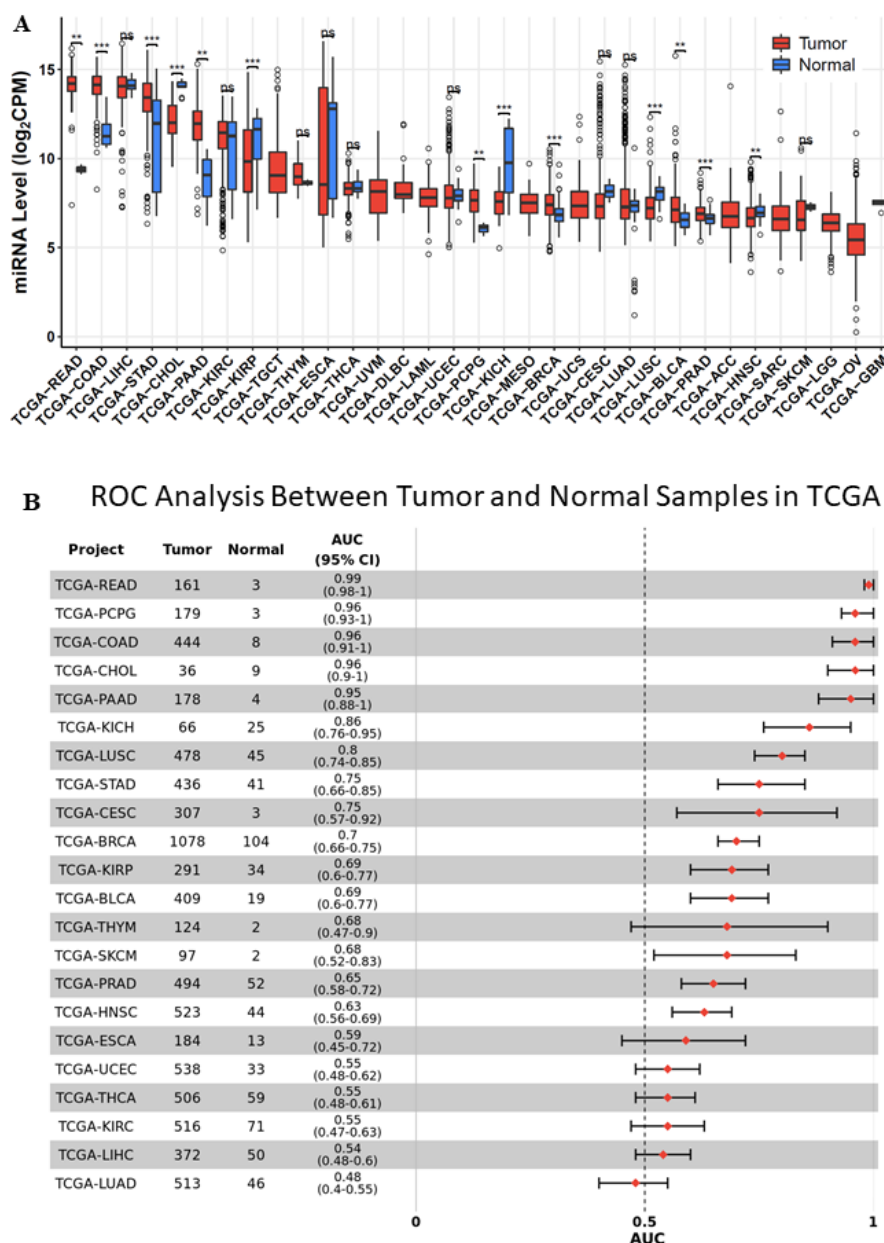 A
** *** ns *** *** ** ns *** ns ns ns ns ** *** *** ns ns *** ** *** ** ns
Tumor
Normal
miRNA Level (log₂CPM)
15
10
5
0
TCGA-READ
TCGA-COAD
TCGA-LIHC
TCGA-STAD
TCGA-CHOL
TCGA-PAAD
TCGA-KIRC
TCGA-KIRP
TCGA-TGCT
TCGA-THYM
TCGA-ESCA
TCGA-THCA
TCGA-UVM
TCGA-DLBC
TCGA-LAML
TCGA-UCEC
TCGA-PCPG
TCGA-KICH
TCGA-MESO
TCGA-BRCA
TCGA-UCS
TCGA-CESC
TCGA-LUAD
TCGA-LUSC
TCGA-BLCA
TCGA-PRAD
TCGA-ACC
TCGA-HNSC
TCGA-SARC
TCGA-SKCM
TCGA-LGG
TCGA-OV
TCGA-GBM
B ROC Analysis Between Tumor and Normal Samples in TCGA
Project Tumor Normal AUC
(95% CI)
TCGA-READ 161 3 0.99
(0.98-1)
TCGA-PCPG 179 3 0.96
(0.93-1)
TCGA-COAD 444 8 0.96
(0.91-1)
TCGA-CHOL 36 9 0.96
(0.9-1)
TCGA-PAAD 178 4 0.95
(0.88-1)
TCGA-KICH 66 25 0.86
(0.76-0.95)
TCGA-LUSC 478 45 0.8
(0.74-0.85)
TCGA-STAD 436 41 0.75
(0.66-0.85)
TCGA-CESC 307 3 0.75
(0.57-0.92)
TCGA-BRCA 1078 104 0.7
(0.66-0.75)
TCGA-KIRP 291 34 0.69
(0.6-0.77)
TCGA-BLCA 409 19 0.69
(0.6-0.77)
TCGA-THYM 124 2 0.68
(0.47-0.9)
TCGA-SKCM 97 2 0.68
(0.52-0.83)
TCGA-PRAD 494 52 0.65
(0.58-0.72)
TCGA-HNSC 523 44 0.63
(0.56-0.69)
TCGA-ESCA 184 13 0.59
(0.45-0.72)
TCGA-UCEC 538 33 0.55
(0.48-0.62)
TCGA-THCA 506 59 0.55
(0.48-0.61)
TCGA-KIRC 516 71 0.55
(0.47-0.63)
TCGA-LIHC 372 50 0.54
(0.48-0.6)
TCGA-LUAD 513 46 0.48
(0.4-0.55)
0 0.5 1
AUC